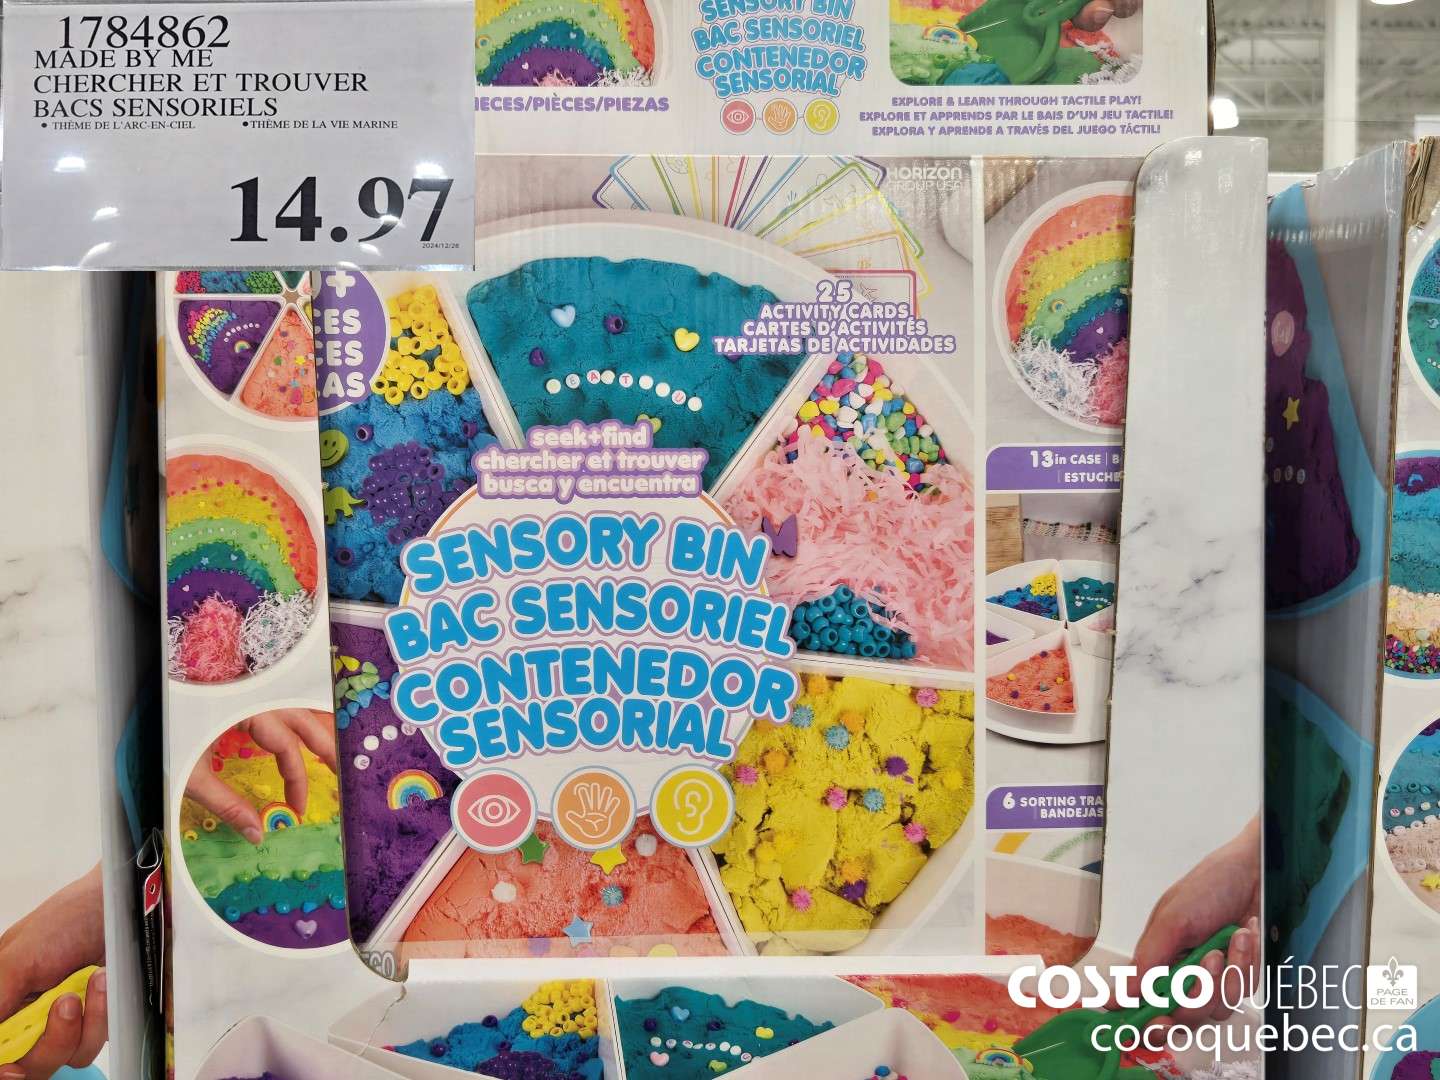 1784862
MADE BY ME
CHERCHER ET TROUVER
BACS SENSORIELS
• THÈME DE L'ARC-EN-CIEL •THÈME DE LA VIE MARINE
14.97
2024/12/26
SENSORY BIN
BAC SENSORIEL
CONTENEDOR
SENSORIAL
IECES/PIÈCES/PIEZAS
EXPLORE & LEARN THROUGH TACTILE PLAY!
EXPLORE ET APPRENDS PAR LE BAIS D'UN JEU TACTILE!
EXPLORA Y APRENDE A TRAVÉS DEL JUEGO TÁCTIL!
HORIZON
GROUP USA
25
ACTIVITY CARDS
CARTES D'ACTIVITÉS
TARJETAS DE ACTIVIDADES
seek+find
chercher et trouver
busca y encuentra
SENSORY BIN
BAC SENSORIEL
CONTENEDOR
SENSORIAL
13in CASE | B
ESTUCHE
6 SORTING TRA
BANDEJAS
COSTCO QUÉBEC
PAGE
DE FAN
cocoquebec.ca